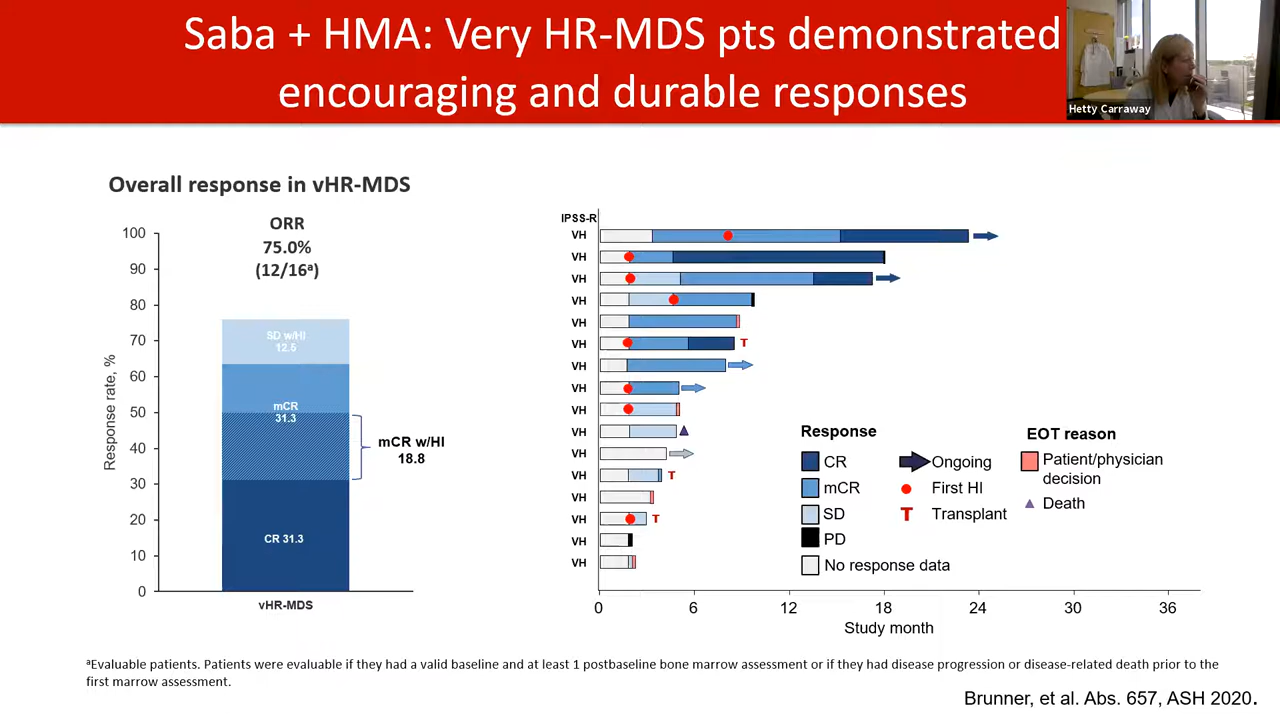 Saba + HMA: Very HR-MDS pts demonstrated
encouraging and durable responses
Hetty Carraway
Overall response in vHR-MDS
ORR
75.0%
(12/16ᵃ)
Response rate, %
100
90
80
70
60
50
40
30
20
10
0
SD w/HI
12.5
mCR
31.3
CR 31.3
mCR w/HI
18.8
vHR-MDS
IPSS-R
VH
VH
VH
VH
VH
VH
T
VH
VH
VH
VH
VH
VH
T
VH
VH
T
VH
VH
Response
CR
mCR
SD
PD
No response data
Ongoing
First HI
T Transplant
EOT reason
Patient/physician
decision
Death
0 6 12 18 24 30 36
Study month
ᵃEvaluable patients. Patients were evaluable if they had a valid baseline and at least 1 postbaseline bone marrow assessment or if they had disease progression or disease-related death prior to the
first marrow assessment.
Brunner, et al. Abs. 657, ASH 2020.